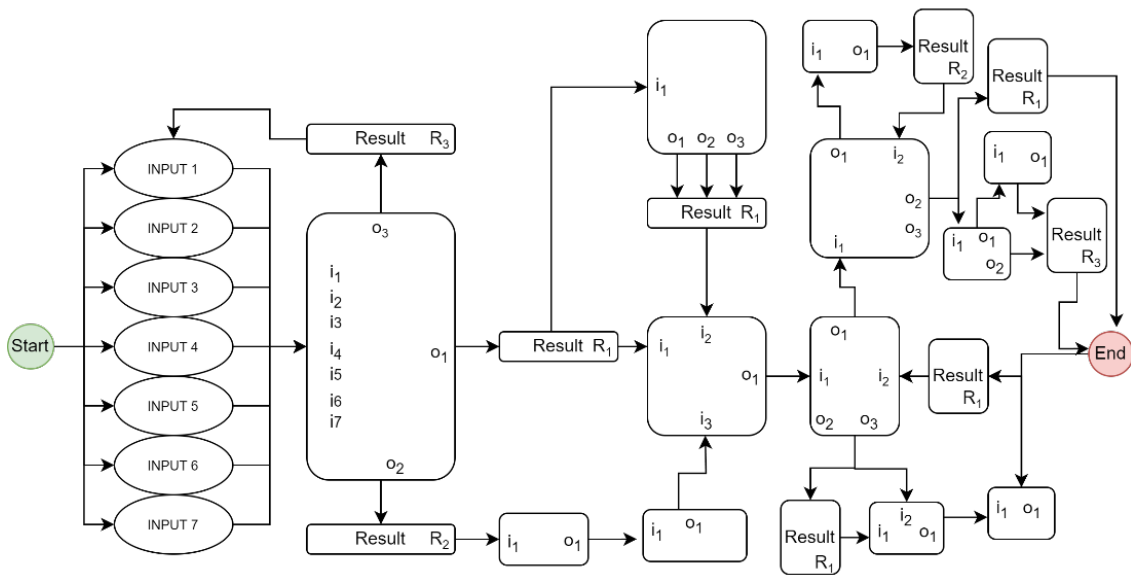 Start
INPUT 1
INPUT 2
INPUT 3
INPUT 4
INPUT 5
INPUT 6
INPUT 7
Result R₃
o₃
i₁
i₂
i3
i₄
i5
i6
i7
o₁
o₂
Result R₂
Result R₁
i₁
o₁ o₂ o₃
Result R₁
i₂
i₁
o₁
i₃
i₁ o₁
i₁ o₁
i₁ o₁
Result
R₂
Result
R₁
o₁ i₂
o₂
o₃
i₁
i₁ o₁
i₁ o₁
o₂
Result
R₃
End
o₁
i₁ i₂
o₂ o₃
Result
R₁
Result
R₁
i₂
i₁ o₁
i₁ o₁